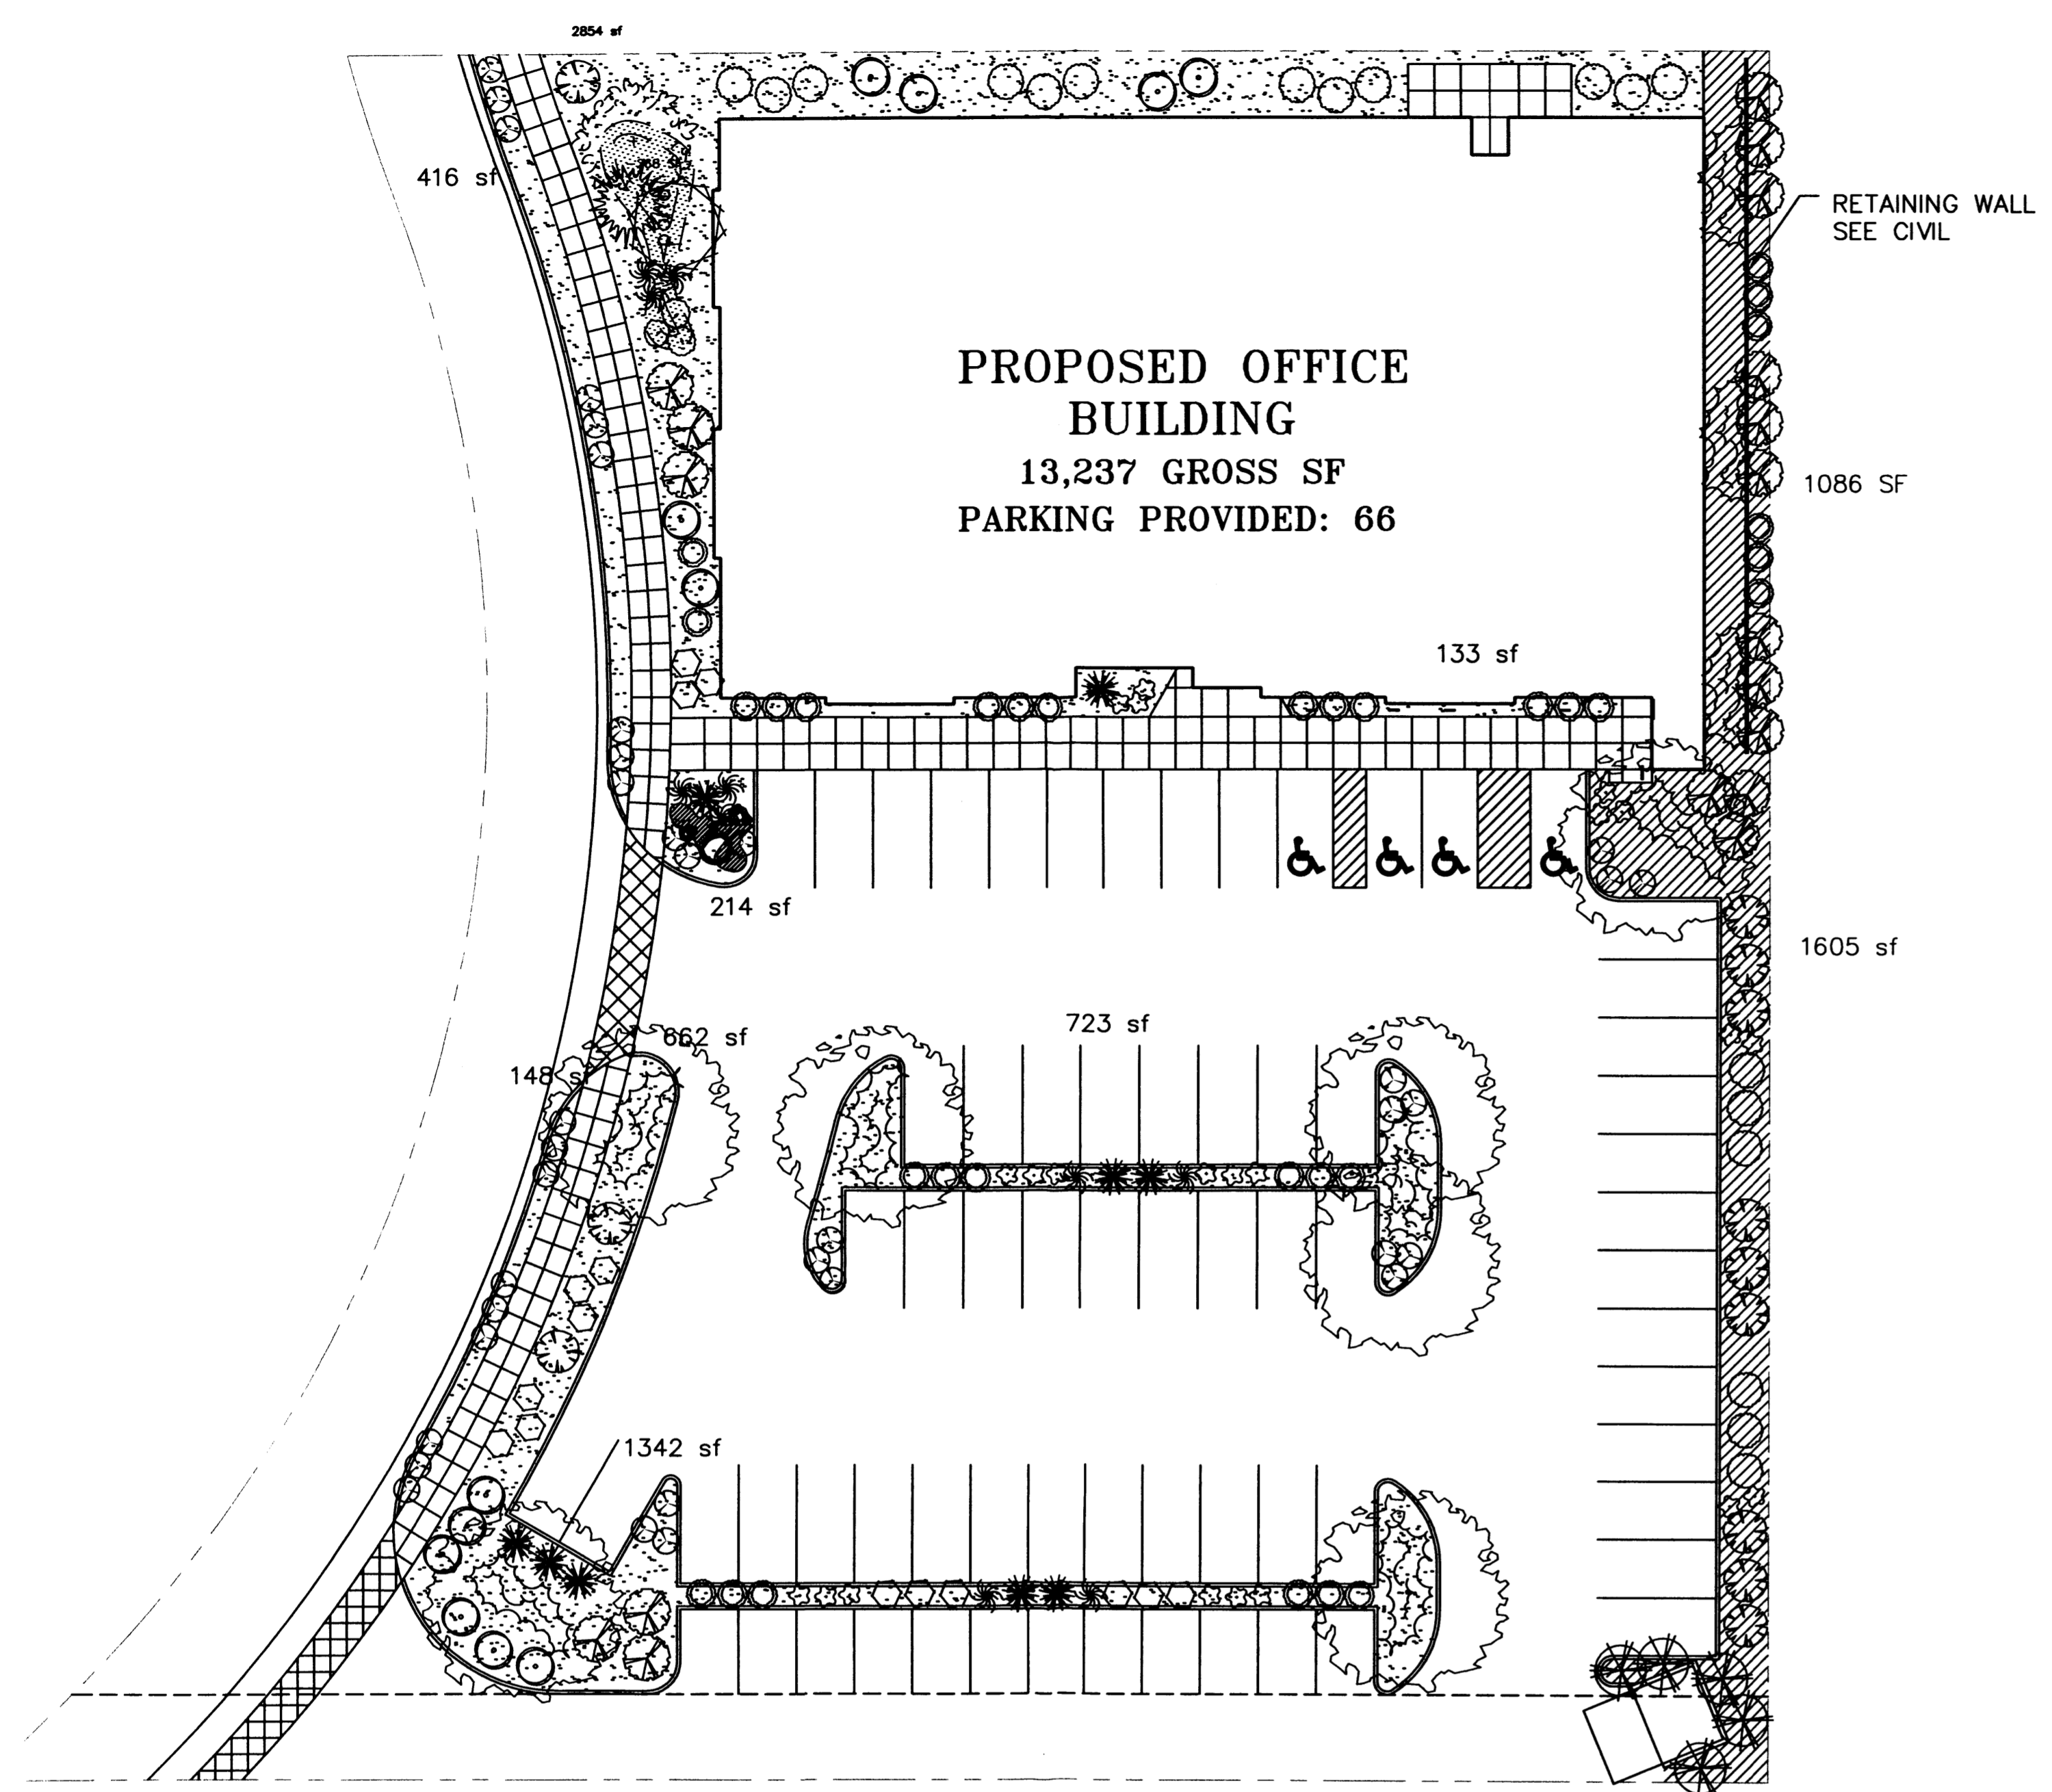 2854 sf
416 sf
RETAINING WALL
SEE CIVIL
PROPOSED OFFICE
BUILDING
13,237 GROSS SF
PARKING PROVIDED: 66
1086 SF
133 sf
214 sf
1605 sf
723 sf
662 sf
148 sf
1342 sf